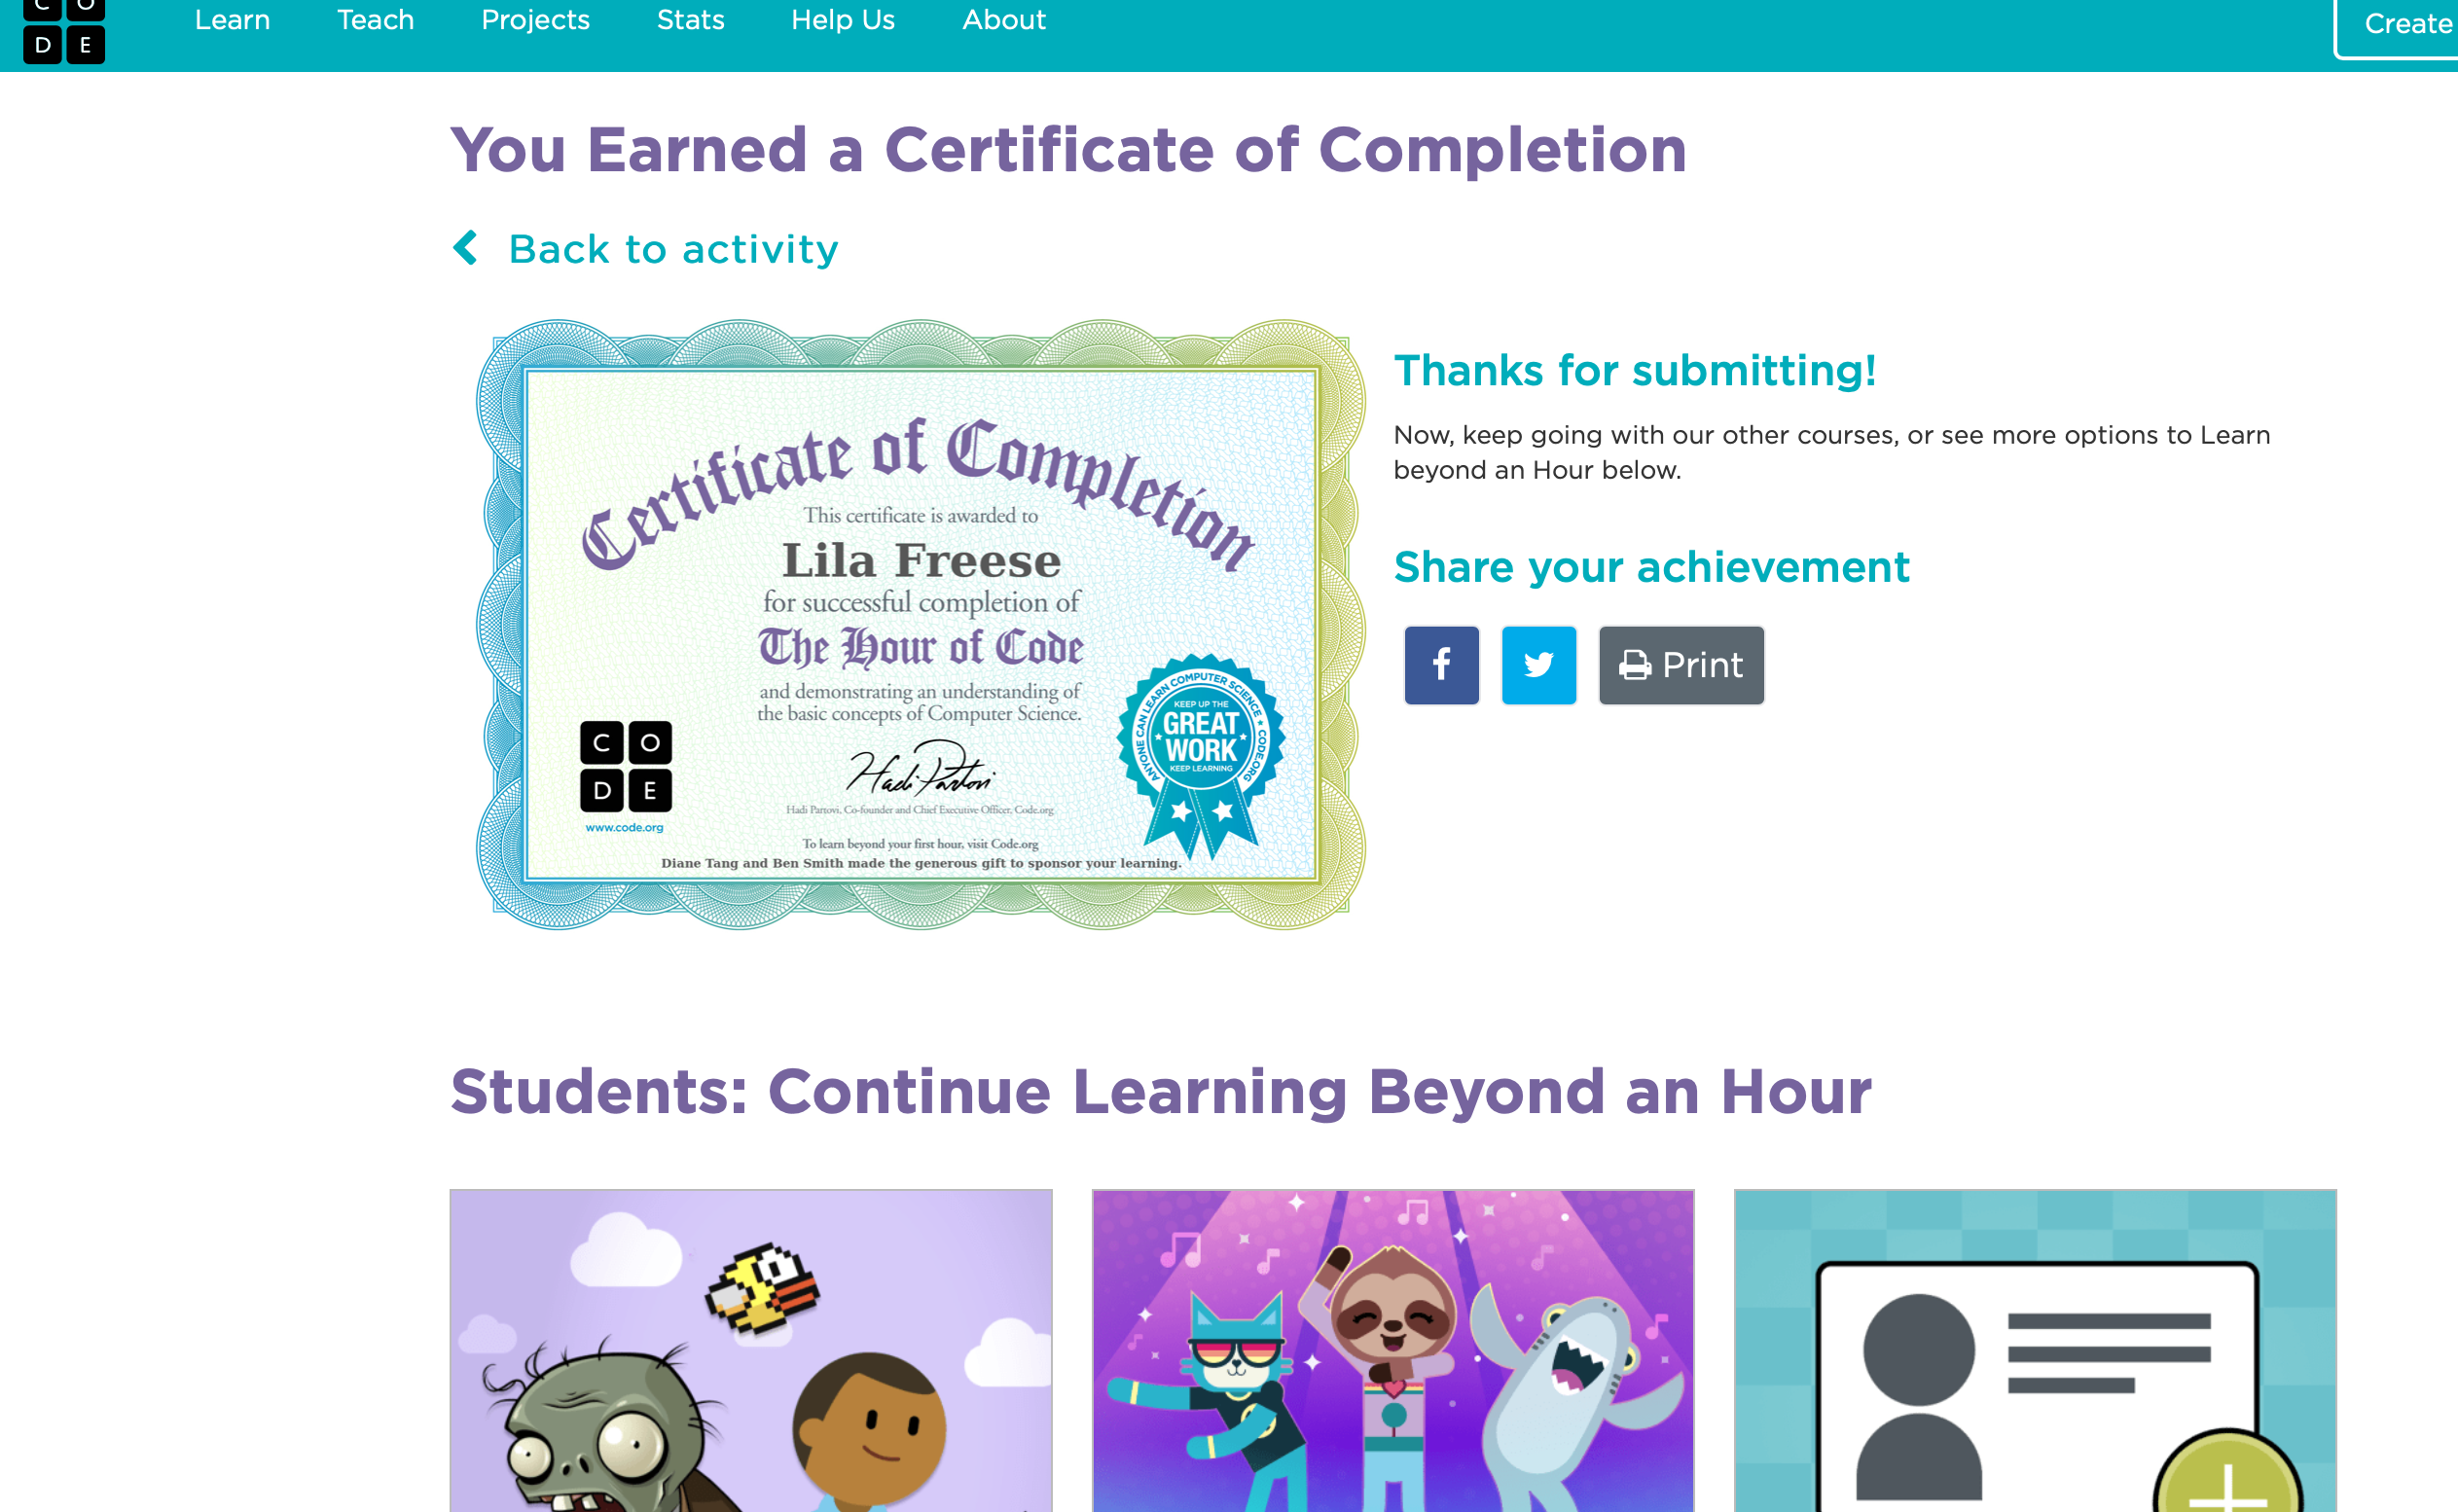 C O
D E
Learn Teach Projects Stats Help Us About Create
You Earned a Certificate of Completion
Back to activity
Certificate of Completion
This certificate is awarded to
Lila Freese
for successful completion of
The Hour of Code
and demonstrating an understanding of
the basic concepts of Computer Science.
Hadi Partovi
Hadi Partovi, Co-founder and Chief Executive Officer, Code.org
To learn beyond your first hour, visit Code.org
Diane Tang and Ben Smith made the generous gift to sponsor your learning.
C O
D E
www.code.org
ANYONE CAN LEARN COMPUTER SCIENCE ★ CODE.ORG
KEEP UP THE
GREAT
WORK
KEEP LEARNING
Thanks for submitting!
Now, keep going with our other courses, or see more options to Learn
beyond an Hour below.
Share your achievement
Print
Students: Continue Learning Beyond an Hour